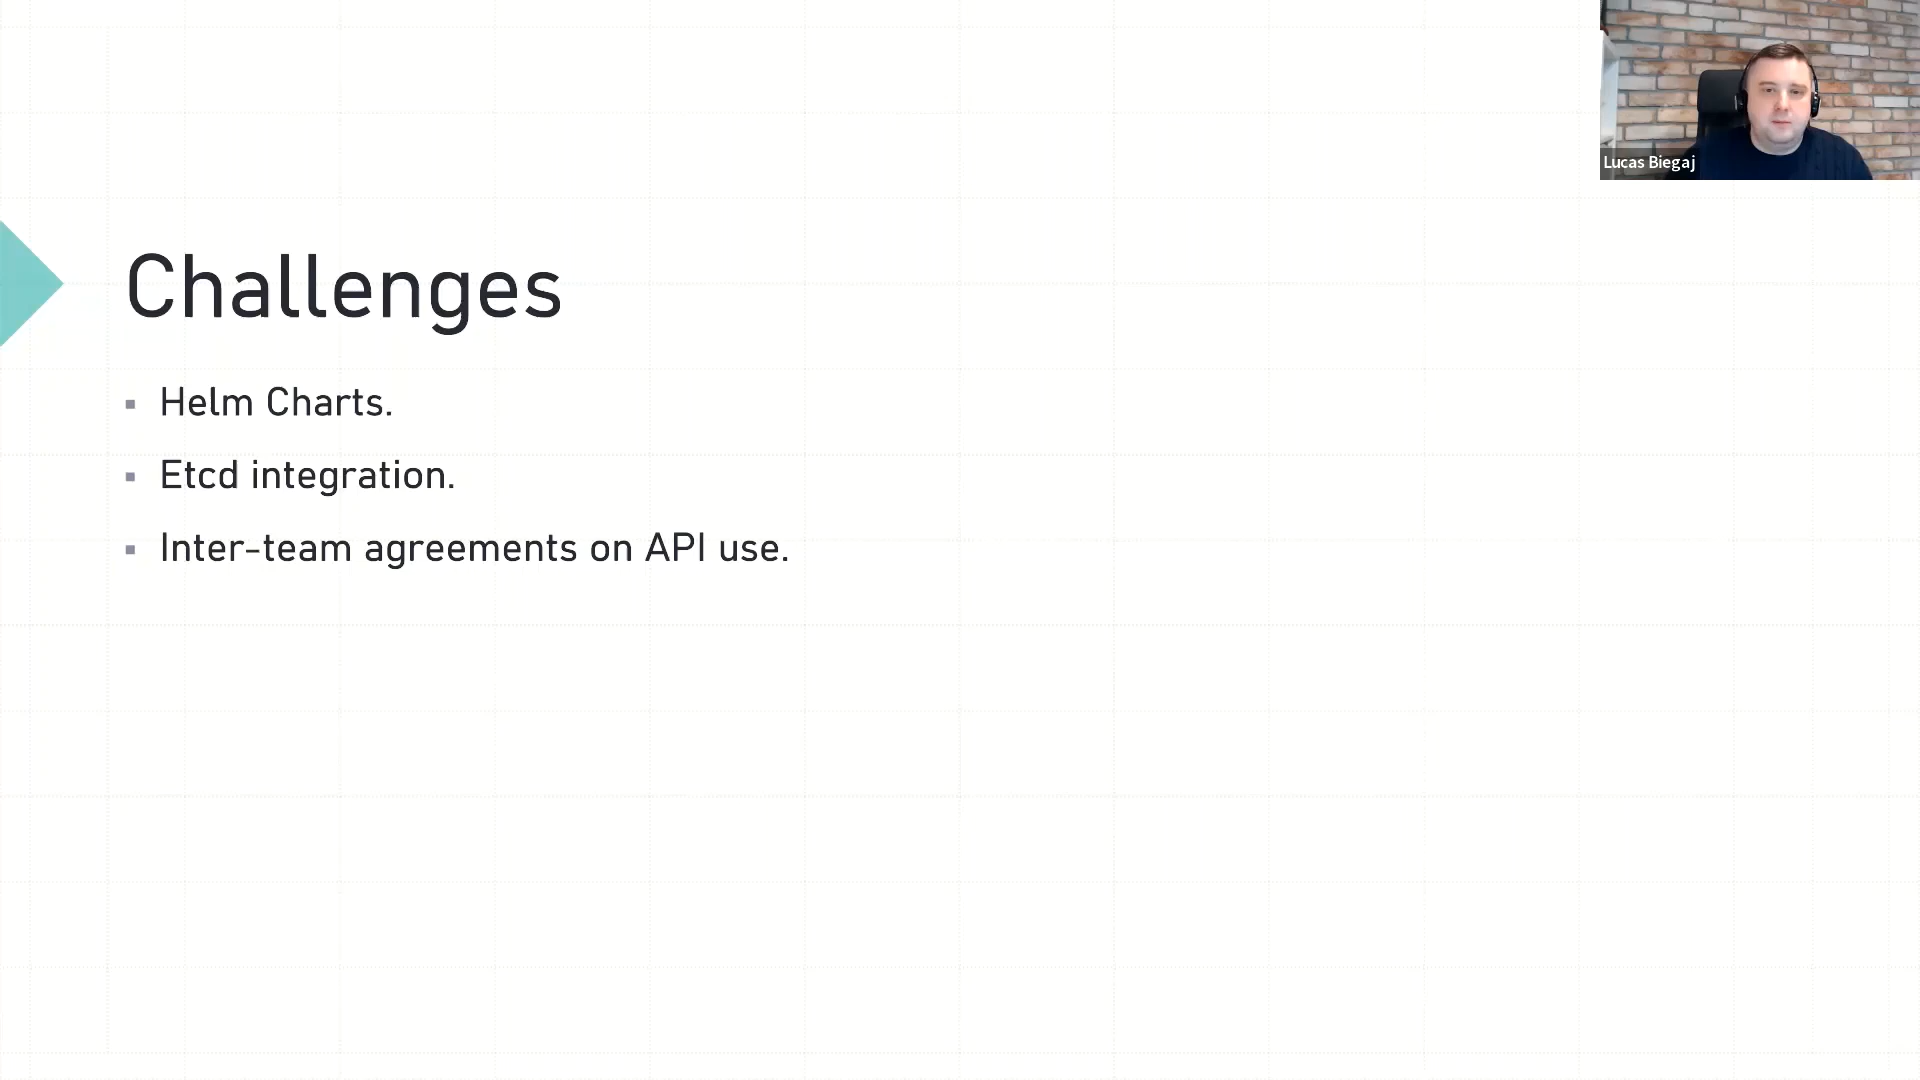 Lucas Biegaj
Challenges
Helm Charts.
Etcd integration.
Inter-team agreements on API use.